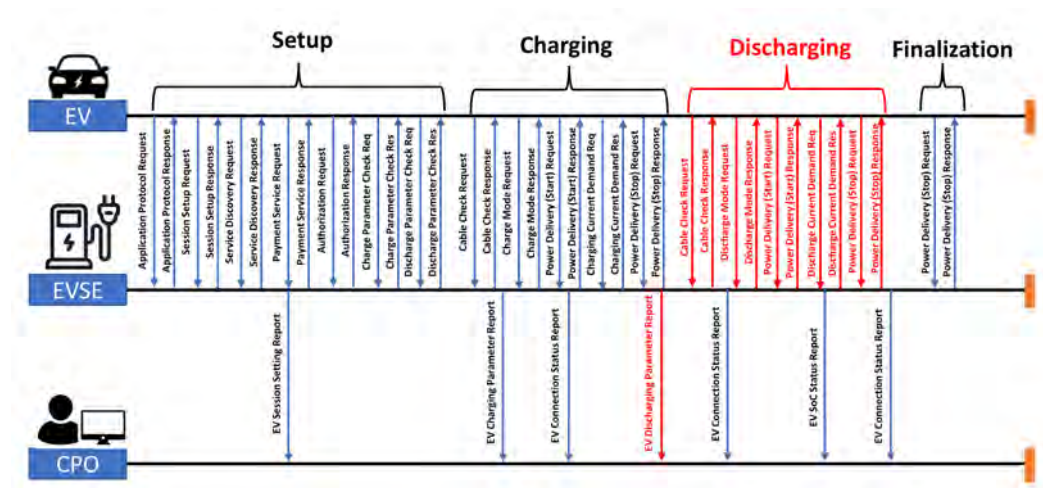 Setup
Charging
Discharging
Finalization
EV
Application Protocol Request
Application Protocol Response
Session Setup Request
Session Setup Response
Service Discovery Request
Service Discovery Response
Payment Service Request
Payment Service Response
Authorization Request
Authorization Response
Charge Parameter Check Req
Charge Parameter Check Res
Discharge Parameter Check Req
Discharge Parameter Check Res
Cable Check Request
Cable Check Response
Charge Mode Request
Charge Mode Response
Power Delivery (Start) Request
Power Delivery (Start) Response
Charging Current Demand Req
Charging Current Demand Res
Power Delivery (Stop) Request
Power Delivery (Stop) Response
Cable Check Request
Cable Check Response
Discharge Mode Request
Discharge Mode Response
Power Delivery (Start) Request
Power Delivery (Start) Response
Discharge Current Demand Req
Discharge Current Demand Res
Power Delivery (Stop) Request
Power Delivery (Stop) Response
Power Delivery (Stop) Request
Power Delivery (Stop) Response
EVSE
EV Session Setting Report
EV Charging Parameter Report
EV Connection Status Report
EV Discharging Parameter Report
EV Connection Status Report
EV SoC Status Report
EV Connection Status Report
CPO